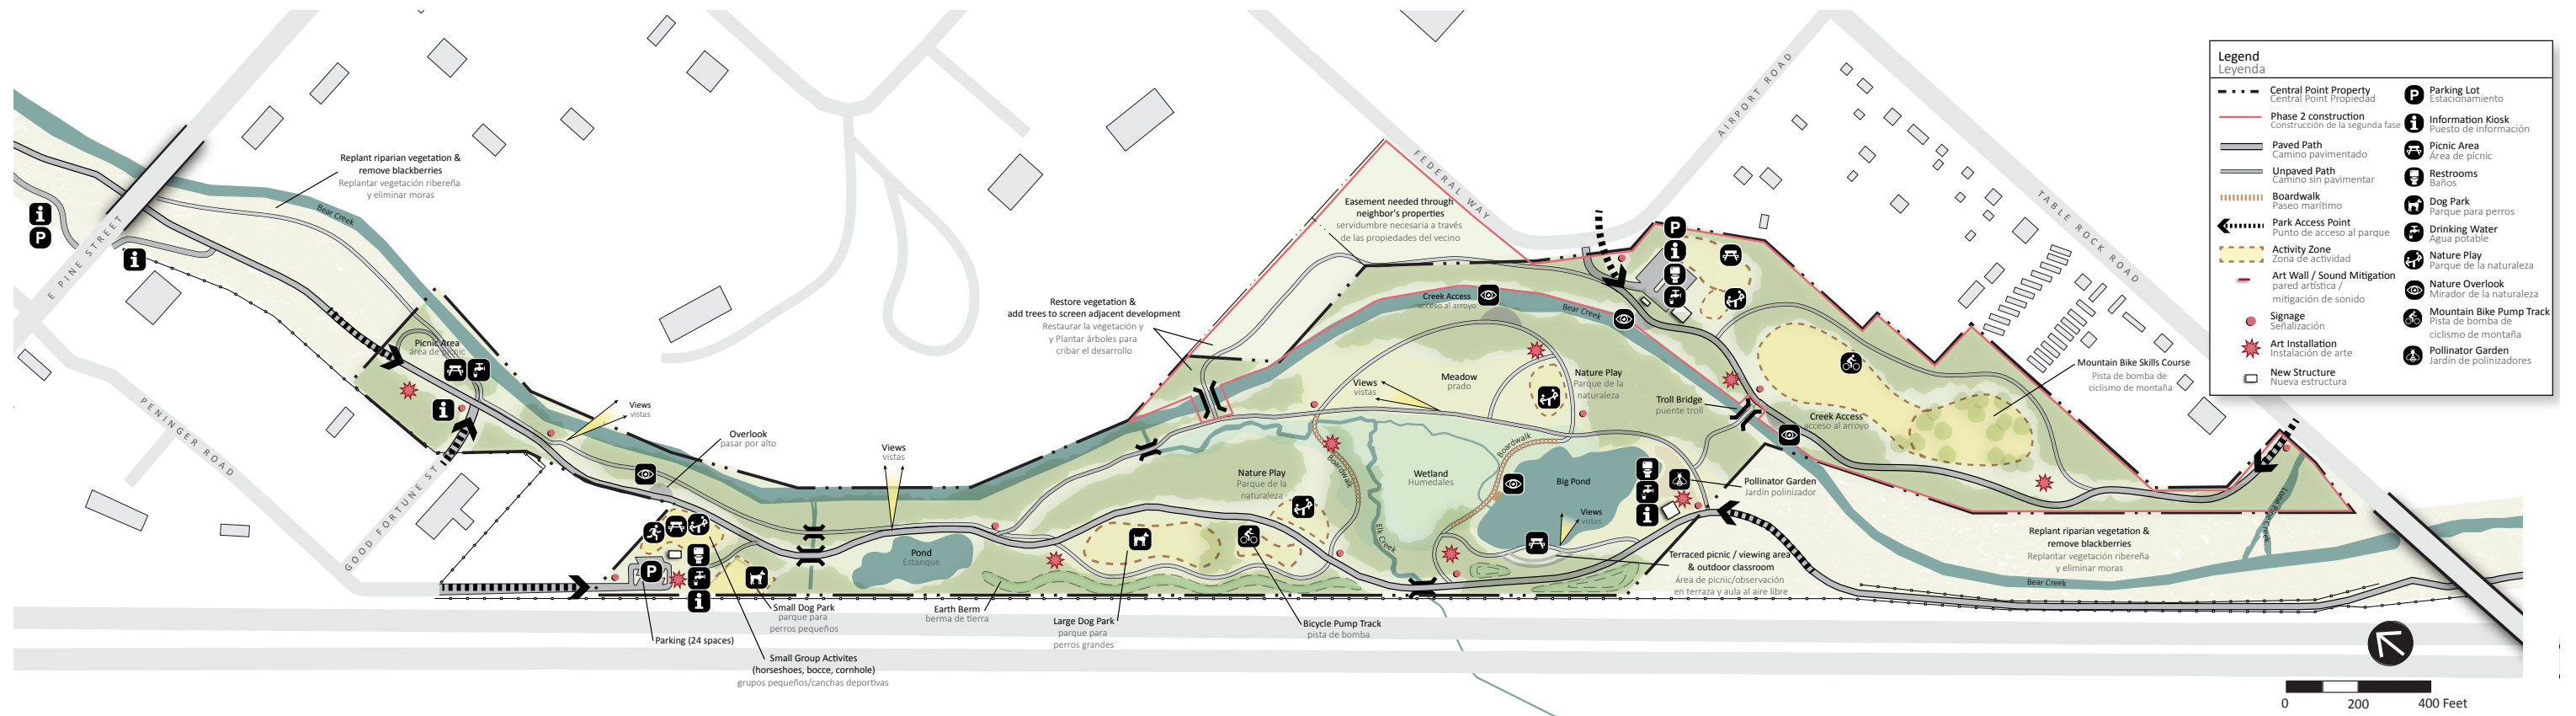 Replant riparian vegetation &
remove blackberries
Replantar vegetación ribereña
y eliminar moras
Bear Creek
E PINE STREET
PENINGER ROAD
GOOD FORTUNE ST
Picnic Area
área de picnic
Views
vistas
Overlook
pasar por alto
Views
vistas
Pond
Estanque
P
i
Parking (24 spaces)
Small Group Activites
(horseshoes, bocce, cornhole)
grupos pequeños/canchas deportivas
Small Dog Park
parque para
perros pequeños
Earth Berm
berma de tierra
Large Dog Park
parque para
perros grandes
Bicycle Pump Track
pista de bomba
Nature Play
Parque de la
naturaleza
Restore vegetation &
add trees to screen adjacent development
Restaurar la vegetación y
y Plantar árboles para
cribar el desarrollo
Easement needed through
neighbor's properties
servidumbre necesaria a través
de las propiedades del vecino
FEDERAL WAY
AIRPORT ROAD
TABLE ROCK ROAD
Creek Access
acceso al arroyo
Bear Creek
Views
vistas
Meadow
prado
Nature Play
Parque de la
naturaleza
Troll Bridge
puente troll
Creek Access
acceso al arroyo
Boardwalk
Boardwalk
Wetland
Humedales
Elk Creek
Big Pond
Views
vistas
Pollinator Garden
Jardín polinizador
Terraced picnic / viewing area
& outdoor classroom
área de picnic/observación
en terraza y aula al aire libre
Mountain Bike Skills Course
Pista de bomba de
ciclismo de montaña
Replant riparian vegetation &
remove blackberries
Replantar vegetación ribereña
y eliminar moras
Bear Creek
Legend
Leyenda
Central Point Property
Central Point Propiedad
Phase 2 construction
Construcción de la segunda fase
Paved Path
Camino pavimentado
Unpaved Path
Camino sin pavimentar
Boardwalk
Paseo marítimo
Park Access Point
Punto de acceso al parque
Activity Zone
Zona de actividad
Art Wall / Sound Mitigation
pared artística /
mitigación de sonido
Signage
Señalización
Art Installation
Instalación de arte
New Structure
Nueva estructura
Parking Lot
Estacionamiento
Information Kiosk
Puesto de información
Picnic Area
Área de pícnic
Restrooms
Baños
Dog Park
Parque para perros
Drinking Water
Agua potable
Nature Play
Parque de la naturaleza
Nature Overlook
Mirador de la naturaleza
Mountain Bike Pump Track
Pista de bomba de
ciclismo de montaña
Pollinator Garden
Jardín de polinizadores
0 200 400 Feet